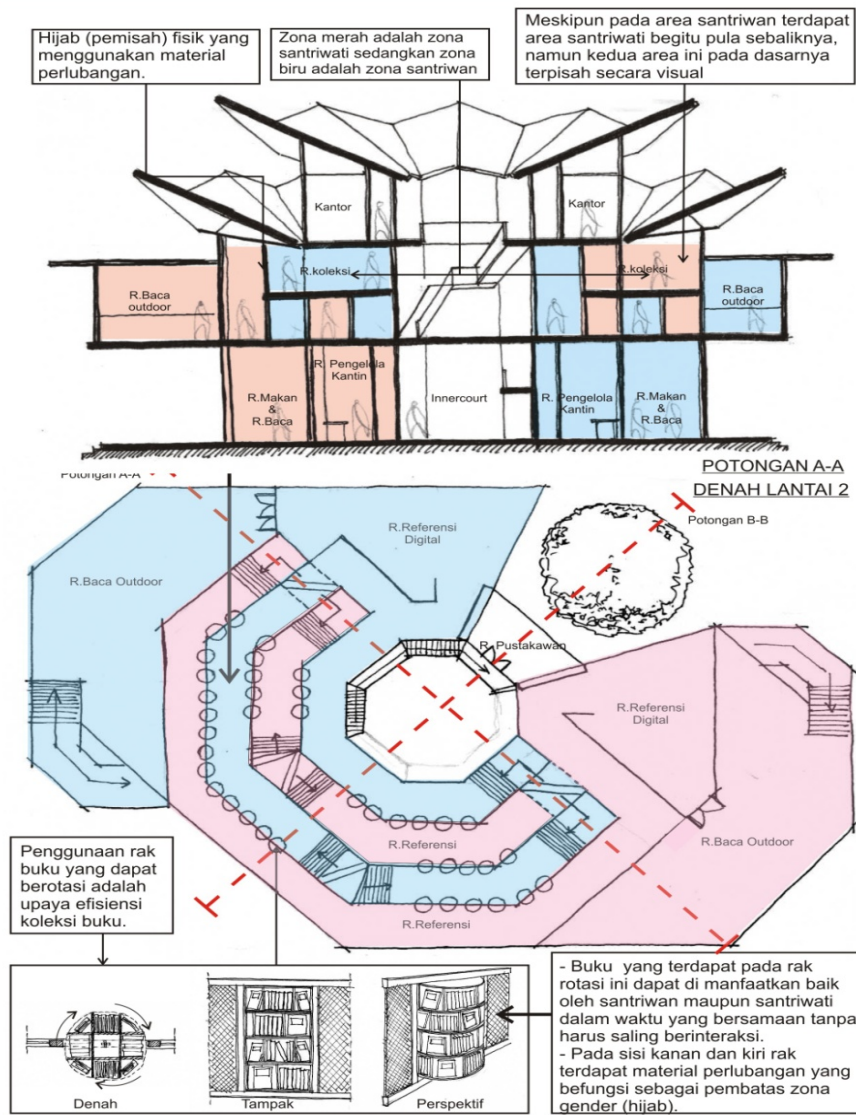 Hijab (pemisah) fisik yang
menggunakan material
perlubangan.
Zona merah adalah zona
santriwati sedangkan zona
biru adalah zona santriwan
Meskipun pada area santriwan terdapat
area santriwati begitu pula sebaliknya,
namun kedua area ini pada dasarnya
terpisah secara visual
Kantor
Kantor
R.koleksi
R.koleksi
R.Baca
outdoor
R.Baca
outdoor
R. Pengelola
Kantin
R.Makan
&
R.Baca
Innercourt
R. Pengelola
Kantin
R.Makan
&
R.Baca
POTONGAN A-A
DENAH LANTAI 2
Potongan A-A
Potongan B-B
R.Referensi
Digital
R.Baca Outdoor
R. Pustakawan
R.Referensi
Digital
R.Baca Outdoor
R.Referensi
R.Referensi
Penggunaan rak
buku yang dapat
berotasi adalah
upaya efisiensi
koleksi buku.
Denah
Tampak
Perspektif
- Buku yang terdapat pada rak
rotasi ini dapat di manfaatkan baik
oleh santriwan maupun santriwati
dalam waktu yang bersamaan tanpa
harus saling berinteraksi.
- Pada sisi kanan dan kiri rak
terdapat material perlubangan yang
befungsi sebagai pembatas zona
gender (hijab).